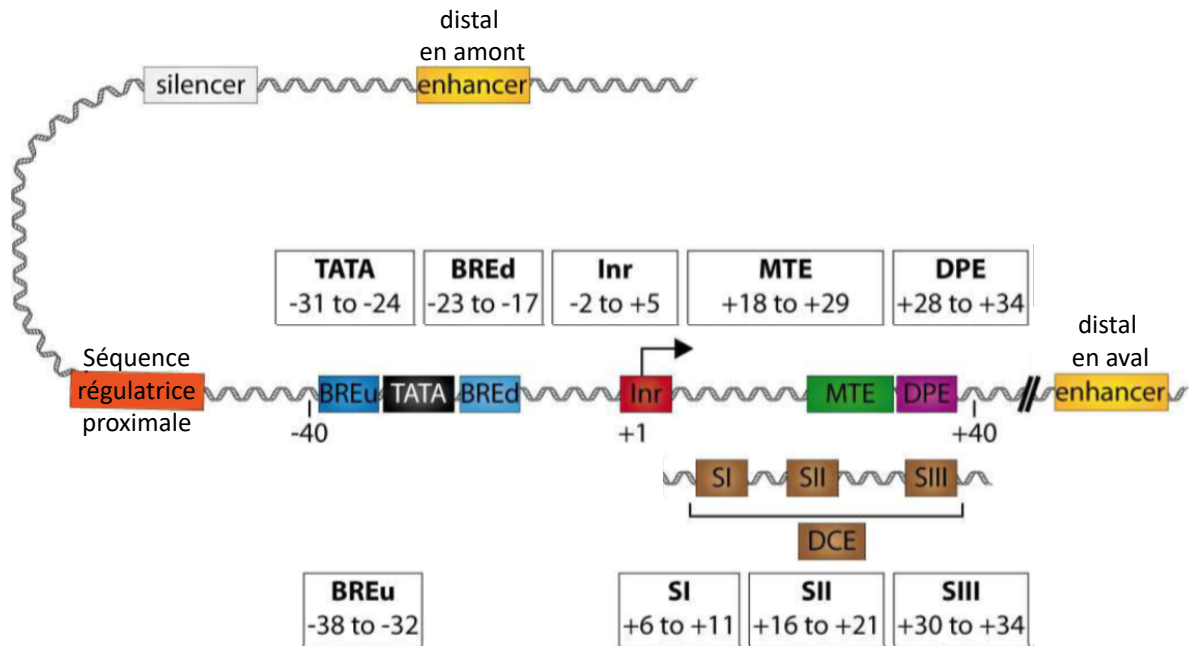 distal
en amont
silencer
enhancer
TATA
-31 to -24
BREd
-23 to -17
Inr
-2 to +5
MTE
+18 to +29
DPE
+28 to +34
distal
en aval
Séquence
régulatrice
proximale
BREu
TATA
BREd
Inr
MTE
DPE
enhancer
-40
+1
+40
SI
SII
SIII
DCE
BREu
-38 to -32
SI
+6 to +11
SII
+16 to +21
SIII
+30 to +34